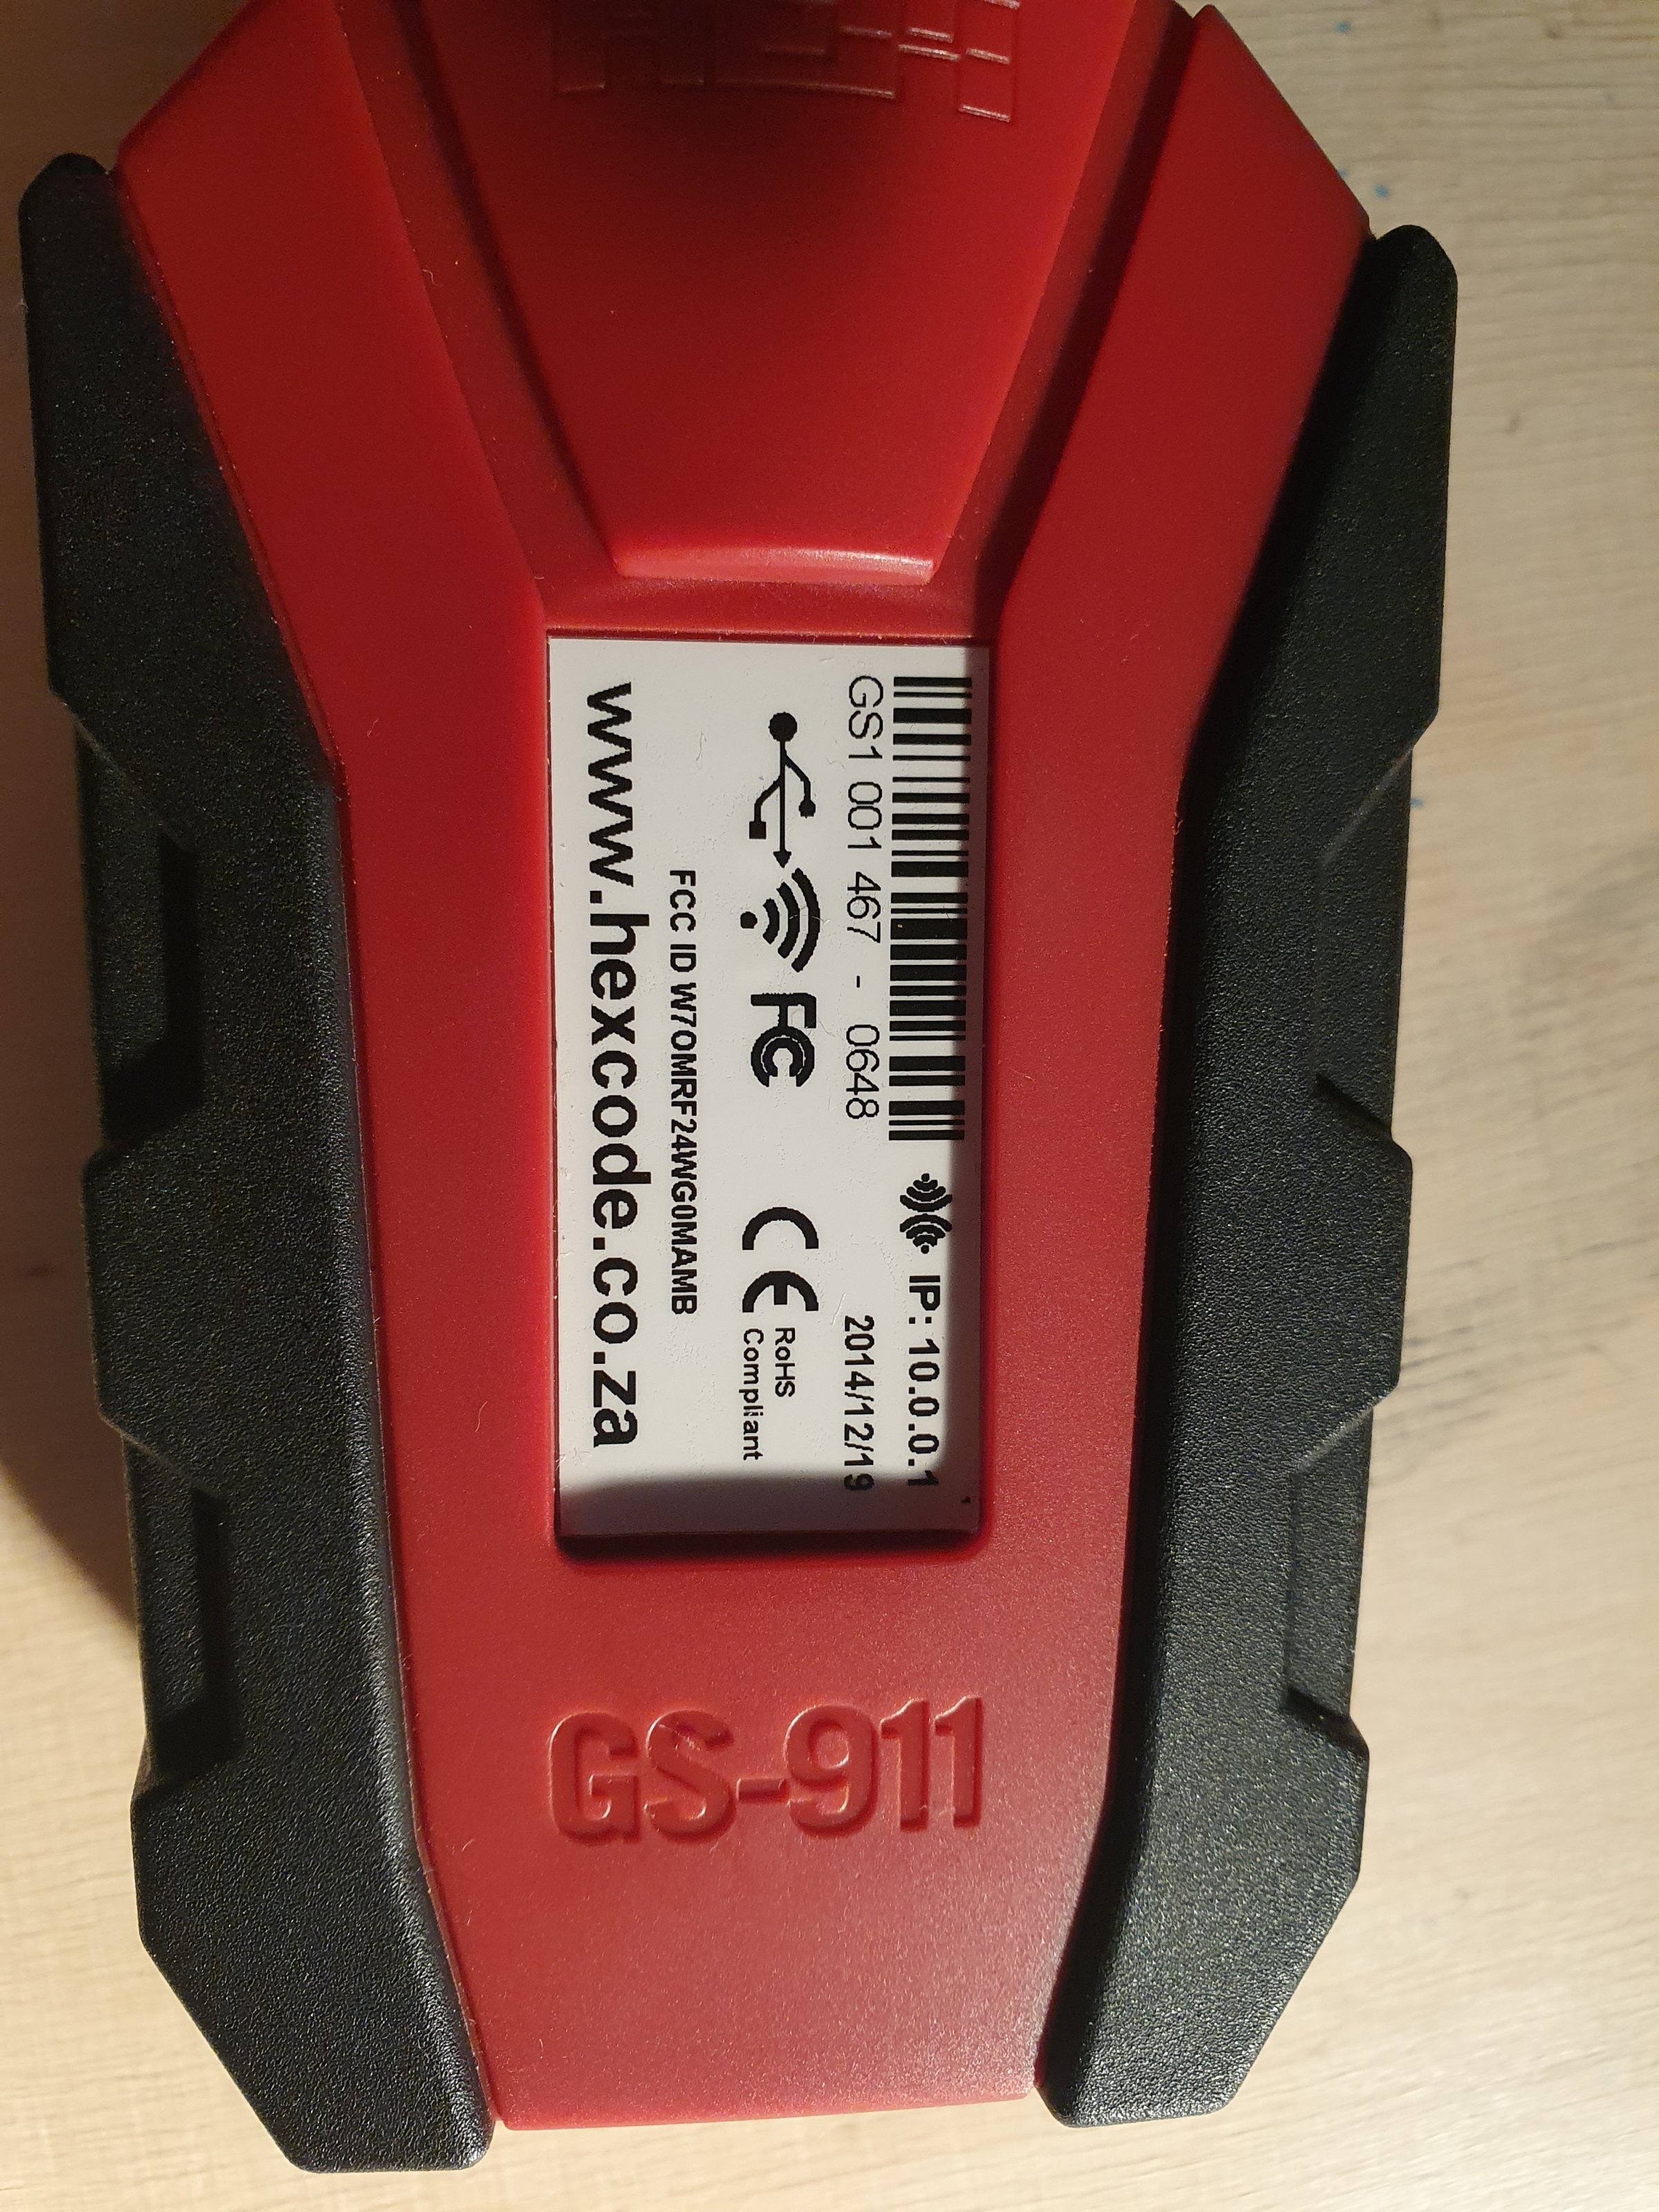 HEX
GS1 001 467 - 0648
IP: 10.0.0.1
2014/12/19
FC
CE
RoHS
Compliant
FCC ID W7OMRF24WG0MAMB
www.hexcode.co.za
GS-911